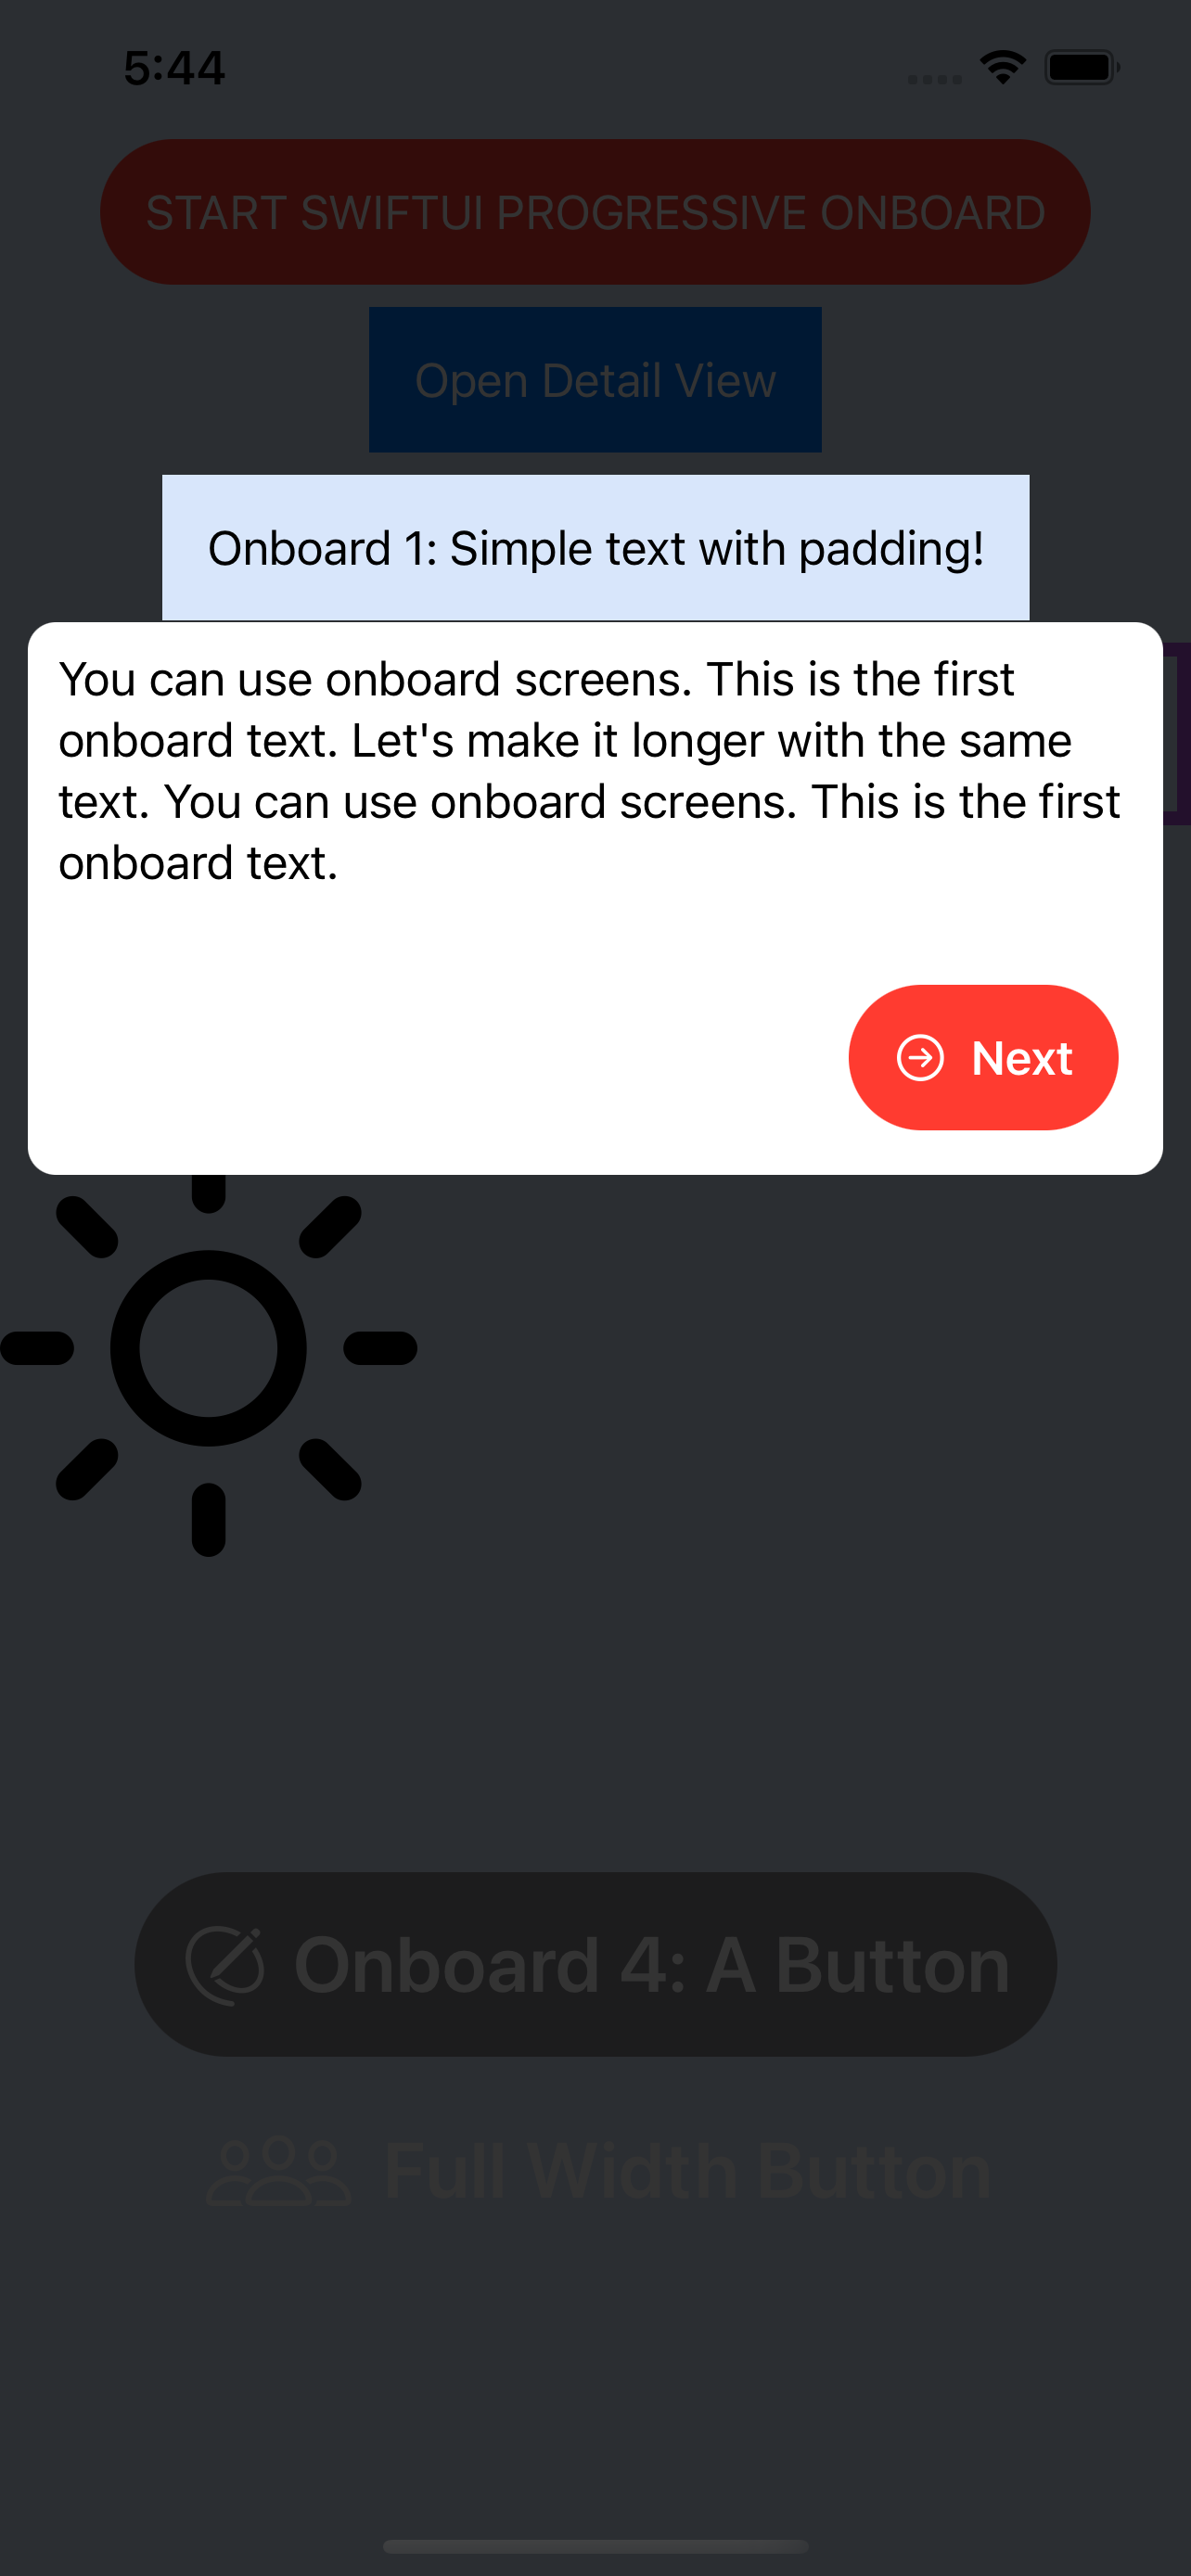 5:44
START SWIFTUI PROGRESSIVE ONBOARD
Open Detail View
Onboard 1: Simple text with padding!
You can use onboard screens. This is the first
onboard text. Let's make it longer with the same
text. You can use onboard screens. This is the first
onboard text.
Next
Onboard 4: A Button
Full Width Button